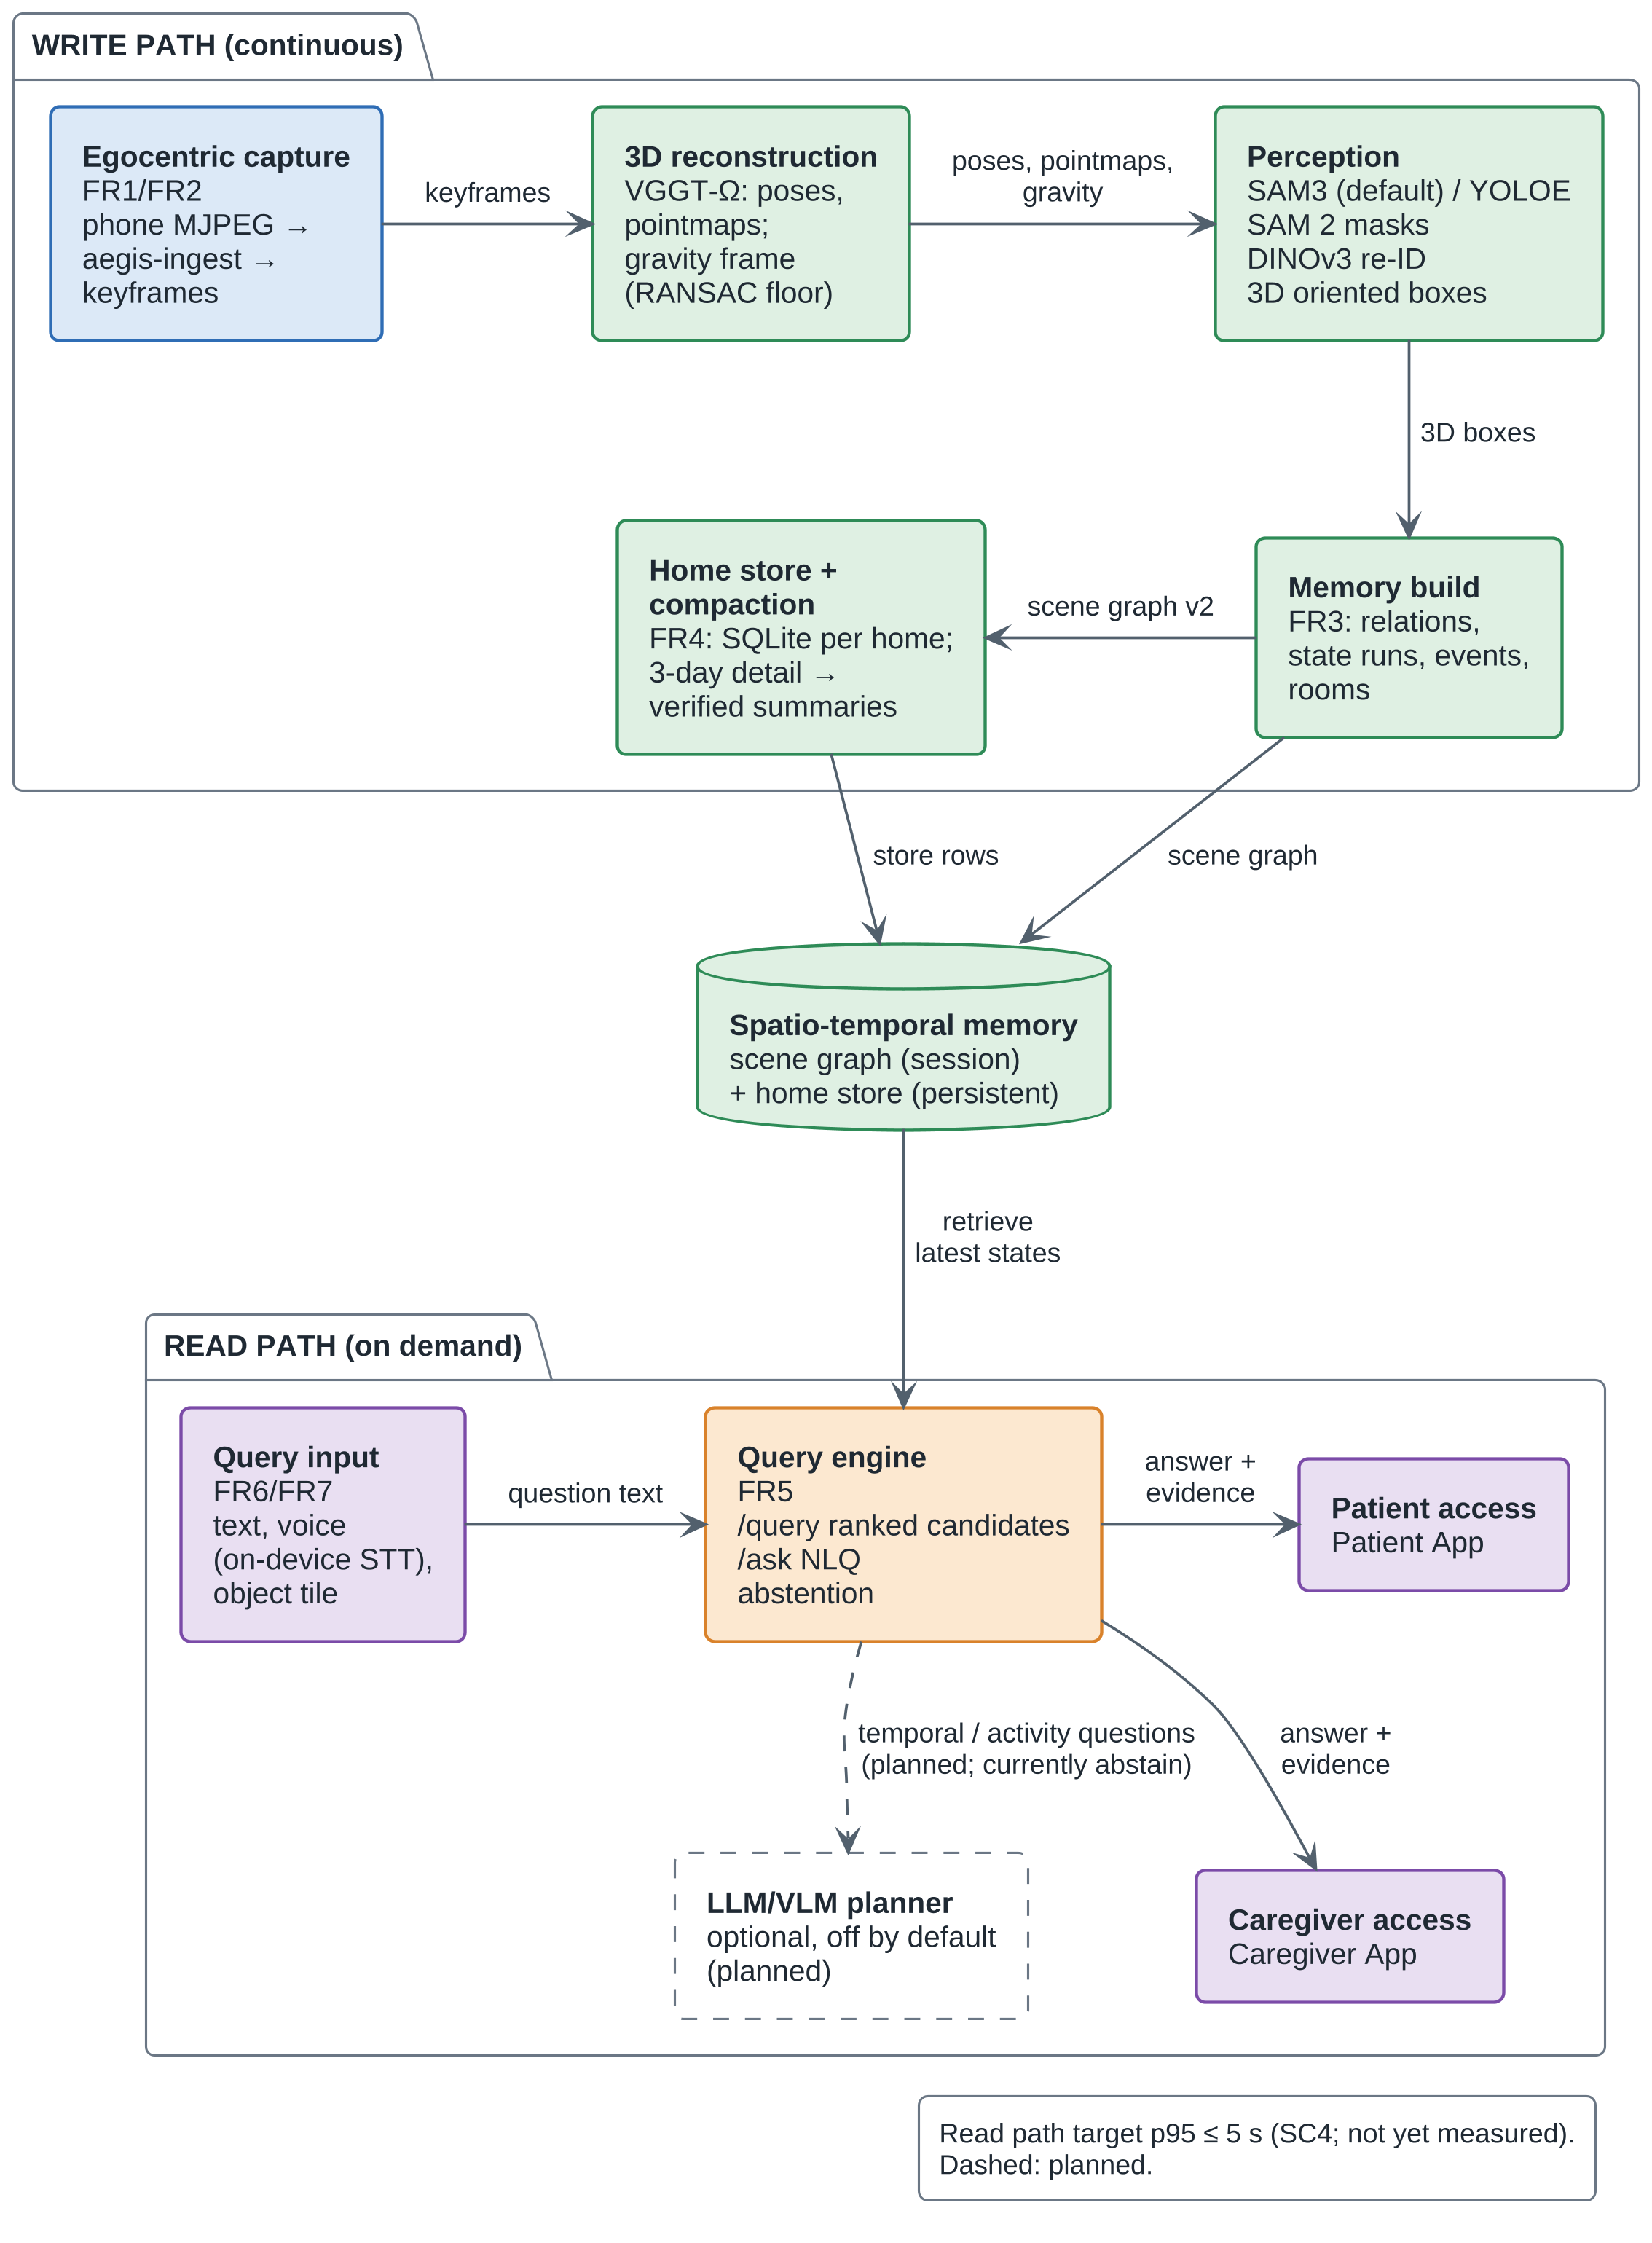 WRITE PATH (continuous)
Egocentric capture
FR1/FR2
phone MJPEG →
aegis-ingest →
keyframes
keyframes
3D reconstruction
VGGT-Ω: poses,
pointmaps;
gravity frame
(RANSAC floor)
poses, pointmaps,
gravity
Perception
SAM3 (default) / YOLOE
SAM 2 masks
DINOv3 re-ID
3D oriented boxes
3D boxes
Home store +
compaction
FR4: SQLite per home;
3-day detail →
verified summaries
scene graph v2
Memory build
FR3: relations,
state runs, events,
rooms
store rows
scene graph
Spatio-temporal memory
scene graph (session)
+ home store (persistent)
retrieve
latest states
READ PATH (on demand)
Query input
FR6/FR7
text, voice
(on-device STT),
object tile
question text
Query engine
FR5
/query ranked candidates
/ask NLQ
abstention
answer +
evidence
Patient access
Patient App
temporal / activity questions
(planned; currently abstain)
answer +
evidence
LLM/VLM planner
optional, off by default
(planned)
Caregiver access
Caregiver App
Read path target p95 ≤ 5 s (SC4; not yet measured).
Dashed: planned.